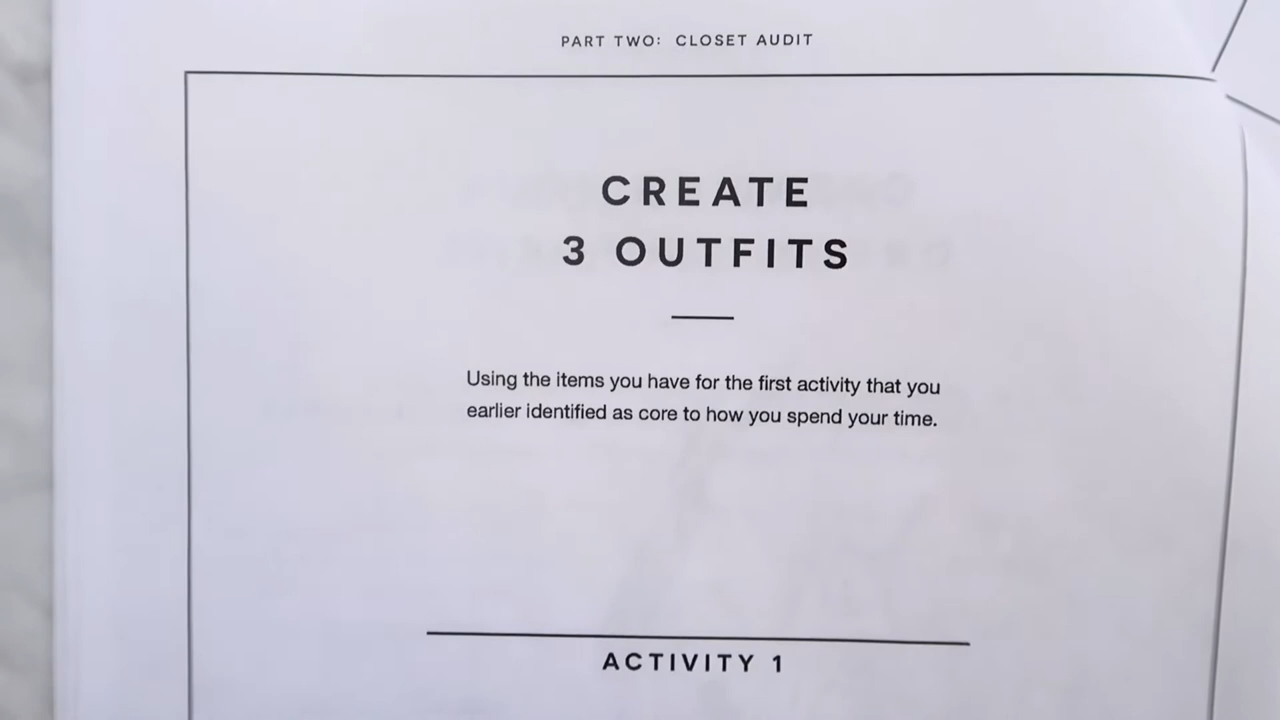 PART TWO: CLOSET AUDIT
CREATE
3 OUTFITS
Using the items you have for the first activity that you
earlier identified as core to how you spend your time.
ACTIVITY 1